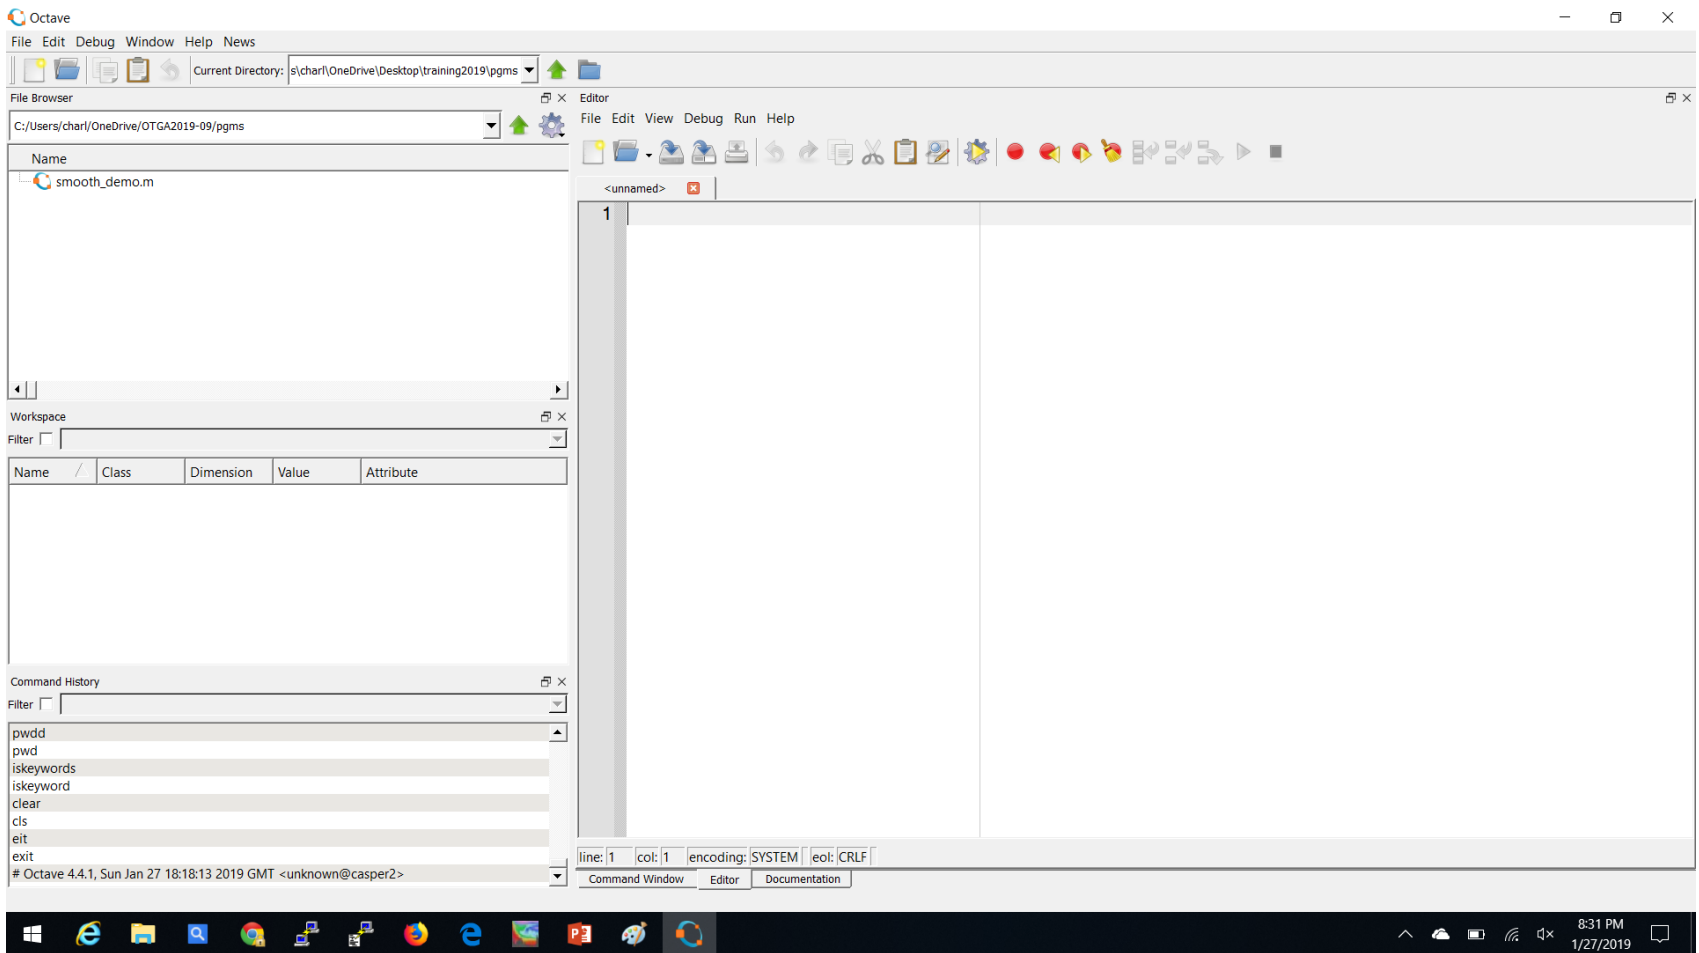 Octave
File Edit Debug Window Help News
Current Directory: s\charl\OneDrive\Desktop\training2019\pgms
File Browser
C:/Users/charl/OneDrive/OTGA2019-09/pgms
Name
smooth_demo.m
Workspace
Filter
Name Class Dimension Value Attribute
Command History
Filter
pwdd
pwd
iskeywords
iskeyword
clear
cls
eit
exit
# Octave 4.4.1, Sun Jan 27 18:18:13 2019 GMT <unknown@casper2>
Editor
File Edit View Debug Run Help
<unnamed>
1
line: 1 col: 1 encoding: SYSTEM eol: CRLF
Command Window Editor Documentation
8:31 PM
1/27/2019